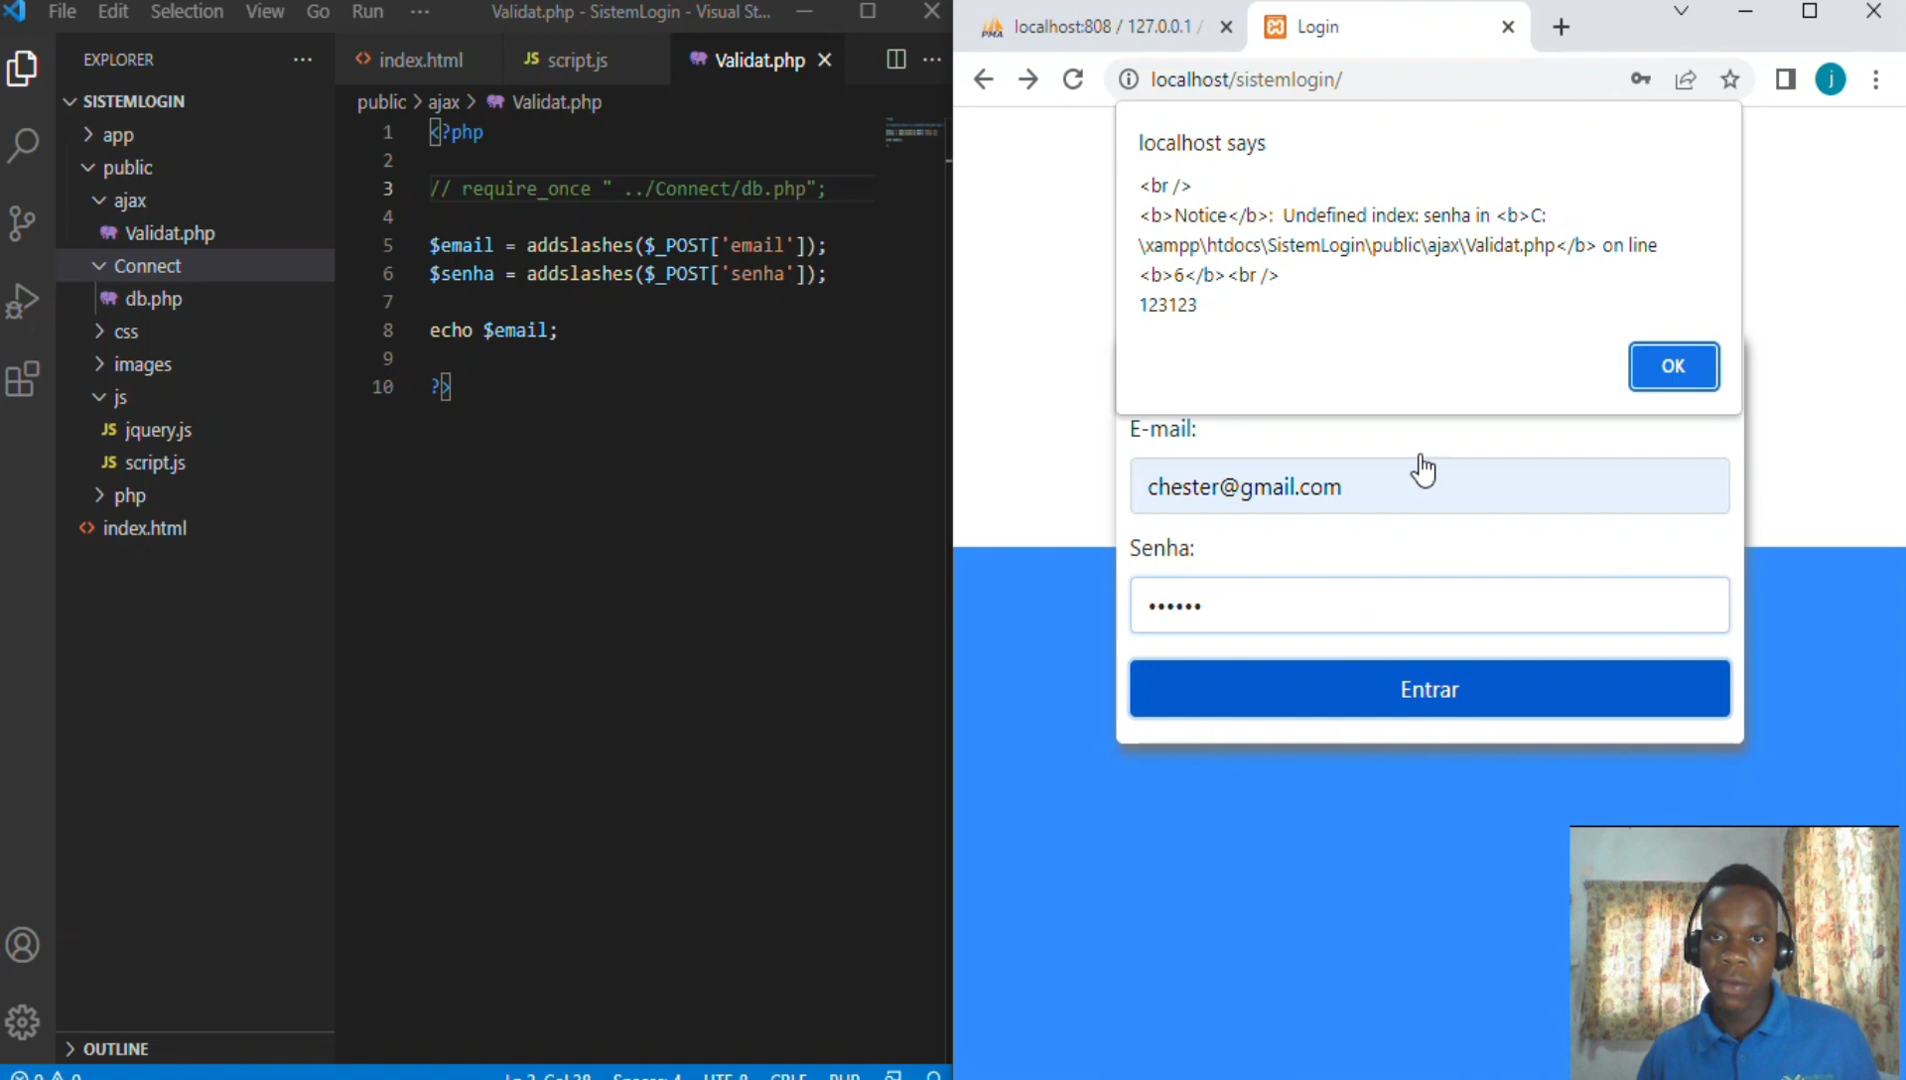 File Edit Selection View Go Run ··· Validat.php - SistemLogin - Visual St...
EXPLORER
SISTEMLOGIN
app
public
ajax
Validat.php
Connect
db.php
css
images
js
JS jquery.js
JS script.js
php
<> index.html
OUTLINE
<> index.html
JS script.js
Validat.php
public > ajax > Validat.php
1 <?php
2
3 // require_once " ../Connect/db.php";
4
5 $email = addslashes($_POST['email']);
6 $senha = addslashes($_POST['senha']);
7
8 echo $email;
9
10 ?>
PMA localhost:808 / 127.0.0.1 /
Login
localhost/sistemlogin/
j
localhost says
<br />
<b>Notice</b>:  Undefined index: senha in <b>C:
\xampp\htdocs\SistemLogin\public\ajax\Validat.php</b> on line
<b>6</b><br />
123123
OK
E-mail:
chester@gmail.com
Senha:
••••••
Entrar